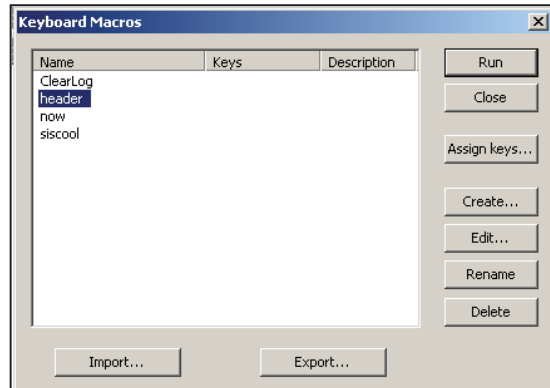 Keyboard Macros
Name Keys Description
ClearLog
header
now
siscool
Run
Close
Assign keys...
Create...
Edit...
Rename
Delete
Import... Export...